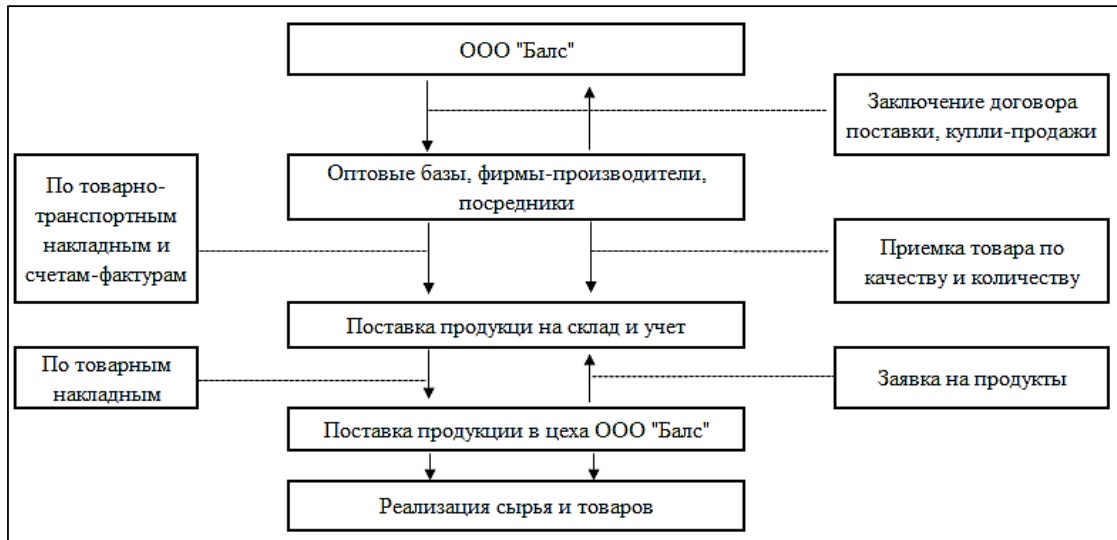 ООО "Балс"
Заключение договора
поставки, купли-продажи
Оптовые базы, фирмы-производители,
посредники
По товарно-
транспортным
накладным и
счетам-фактурам
Приемка товара по
качеству и количеству
Поставка продукци на склад и учет
По товарным
накладным
Заявка на продукты
Поставка продукции в цеха ООО "Балс"
Реализация сырья и товаров